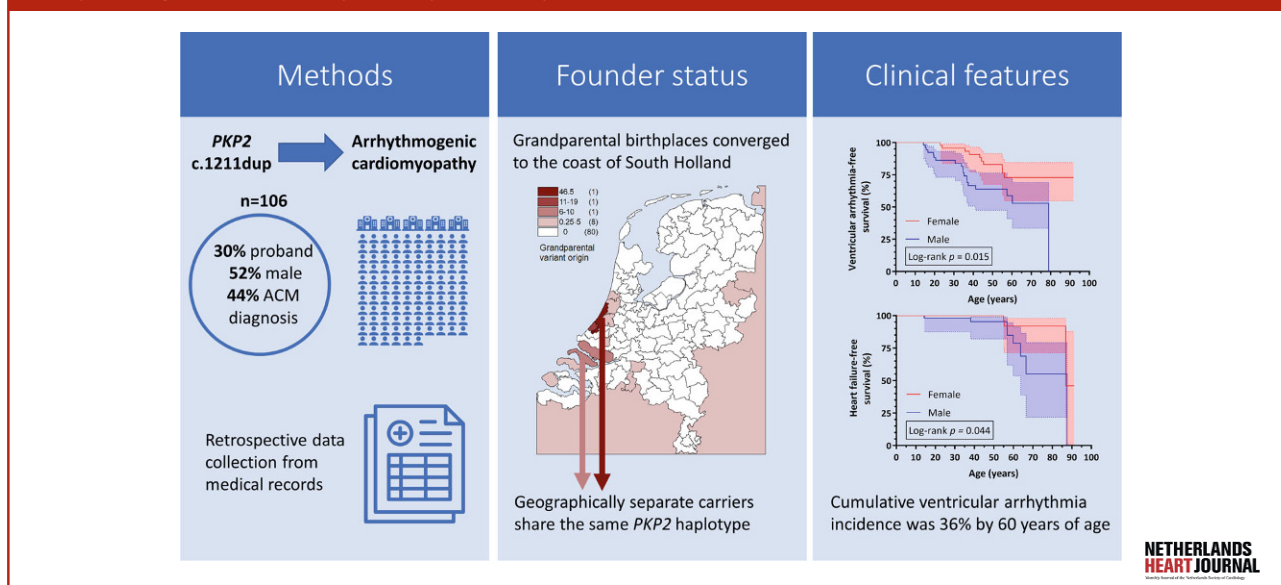 Methods
PKP2
c.1211dup
Arrhythmogenic
cardiomyopathy
n=106
30% proband
52% male
44% ACM
diagnosis
Retrospective data
collection from
medical records
Founder status
Grandparental birthplaces converged
to the coast of South Holland
46.5 (1)
11-19 (1)
6-10 (1)
0.25-5 (8)
0 (80)
Grandparental
variant origin
Geographically separate carriers
share the same PKP2 haplotype
Clinical features
Ventricular arrhythmia-free
survival (%)
100
75
50
25
0
Female
Male
Log-rank p = 0.015
0 10 20 30 40 50 60 70 80 90 100
Age (years)
Heart failure-free
survival (%)
100
75
50
25
0
Female
Male
Log-rank p = 0.044
0 10 20 30 40 50 60 70 80 90 100
Age (years)
Cumulative ventricular arrhythmia
incidence was 36% by 60 years of age
NETHERLANDS
HEART JOURNAL